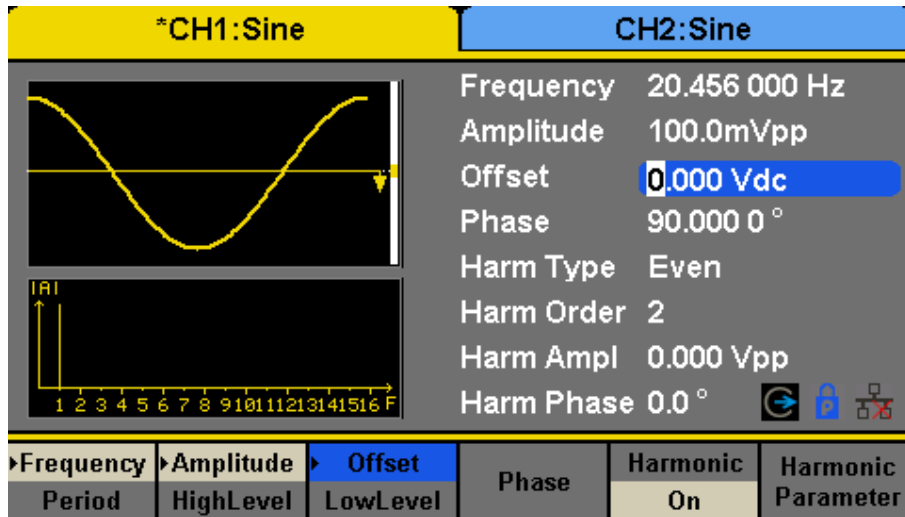 *CH1:Sine
CH2:Sine
Frequency 20.456 000 Hz
Amplitude 100.0mVpp
Offset 0.000 Vdc
Phase 90.000 0 °
Harm Type Even
Harm Order 2
Harm Ampl 0.000 Vpp
Harm Phase 0.0 °
|A|
1 2 3 4 5 6 7 8 9 10 11 12 13 14 15 16 F
P
Frequency Amplitude Offset Phase Harmonic Harmonic
Period HighLevel LowLevel On Parameter